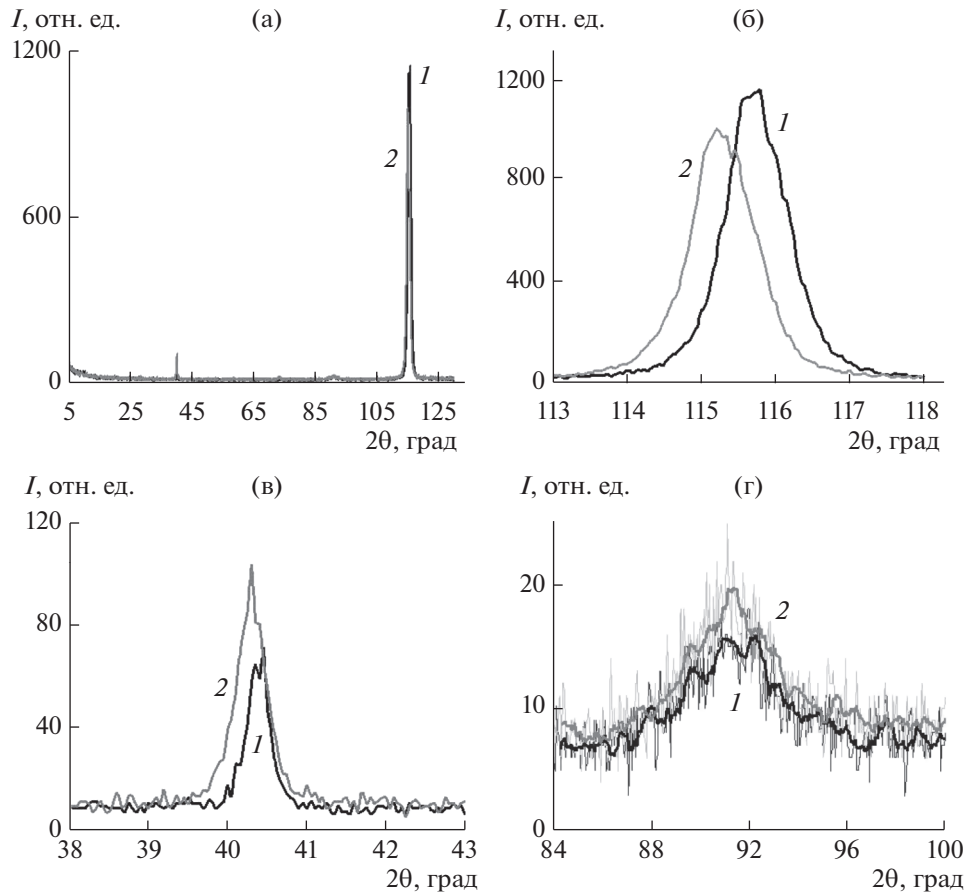 I, отн. ед. (а)
1200
600
0
1
2
5 25 45 65 85 105 125
2θ, град
I, отн. ед. (б)
1200
800
400
0
1
2
113 114 115 116 117 118
2θ, град
I, отн. ед. (в)
120
80
40
0
2
1
38 39 40 41 42 43
2θ, град
I, отн. ед. (г)
20
10
0
2
1
84 88 92 96 100
2θ, град